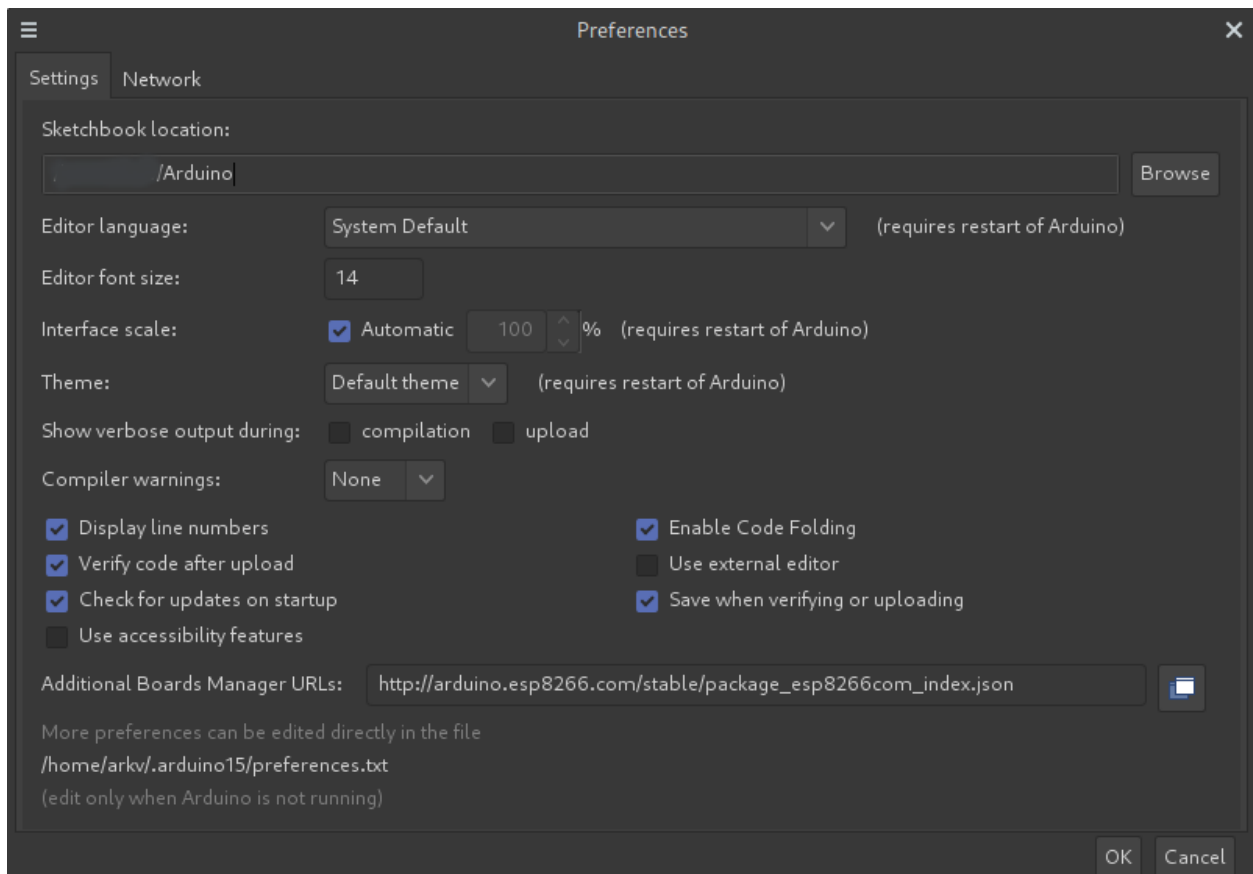 Preferences
Settings Network
Sketchbook location:
/Arduino Browse
Editor language: System Default (requires restart of Arduino)
Editor font size: 14
Interface scale: Automatic 100 % (requires restart of Arduino)
Theme: Default theme (requires restart of Arduino)
Show verbose output during: compilation upload
Compiler warnings: None
Display line numbers Enable Code Folding
Verify code after upload Use external editor
Check for updates on startup Save when verifying or uploading
Use accessibility features
Additional Boards Manager URLs: http://arduino.esp8266.com/stable/package_esp8266com_index.json
More preferences can be edited directly in the file
/home/arkv/.arduino15/preferences.txt
(edit only when Arduino is not running)
OK Cancel